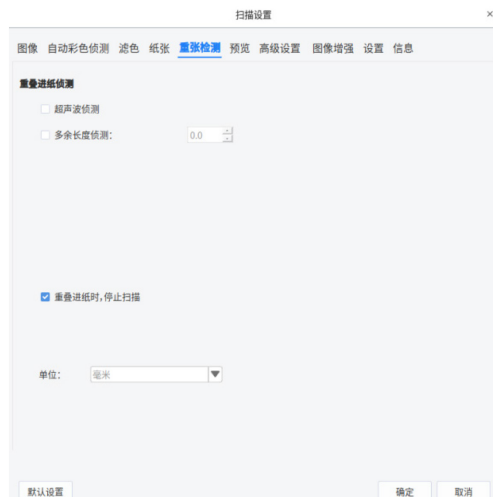 扫描设置
×
图像 自动彩色侦测 滤色 纸张 重张检测 预览 高级设置 图像增强 设置 信息
重叠进纸侦测
超声波侦测
多余长度侦测： 0.0
重叠进纸时,停止扫描
单位： 毫米
默认设置 确定 取消